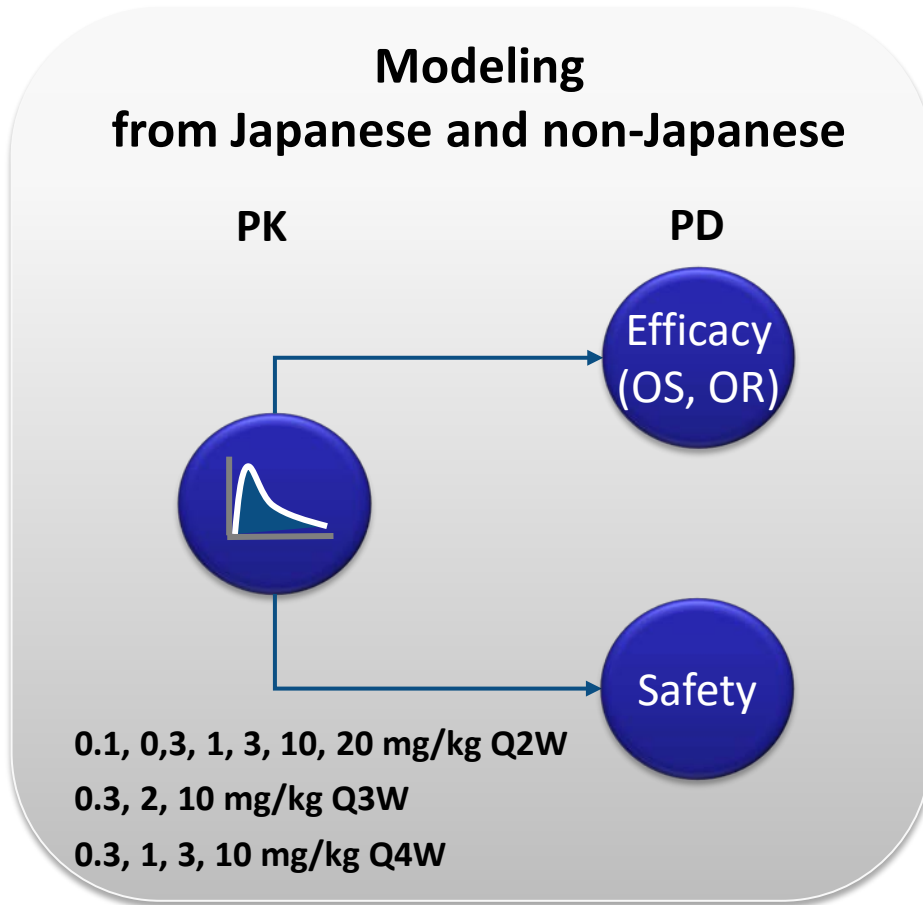 Modeling
from Japanese and non-Japanese
PK
PD
Efficacy
(OS, OR)
Safety
0.1, 0,3, 1, 3, 10, 20 mg/kg Q2W
0.3, 2, 10 mg/kg Q3W
0.3, 1, 3, 10 mg/kg Q4W